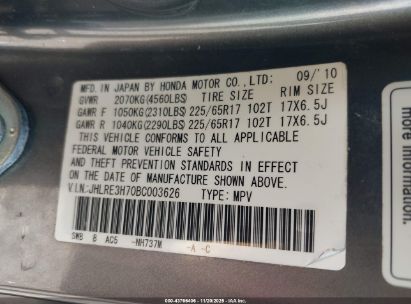 MFD. IN JAPAN BY HONDA MOTOR CO., LTD: 09/'10
GVWR 2070KG(4560LBS) TIRE SIZE RIM SIZE
GAWR F 1050KG(2310LBS) 225/65R17 102T 17X6.5J
GAWR R 1040KG(2290LBS) 225/65R17 102T 17X6.5J
THIS VEHICLE CONFORMS TO ALL APPLICABLE
FEDERAL MOTOR VEHICLE SAFETY
AND THEFT PREVENTION STANDARDS IN EFFECT
ON THE DATE OF MANUFACTURE SHOWN ABOVE.
V.I.N.:JHLRE3H70BC003626 TYPE: MPV
SWB B AC5 -NH737M -A -C